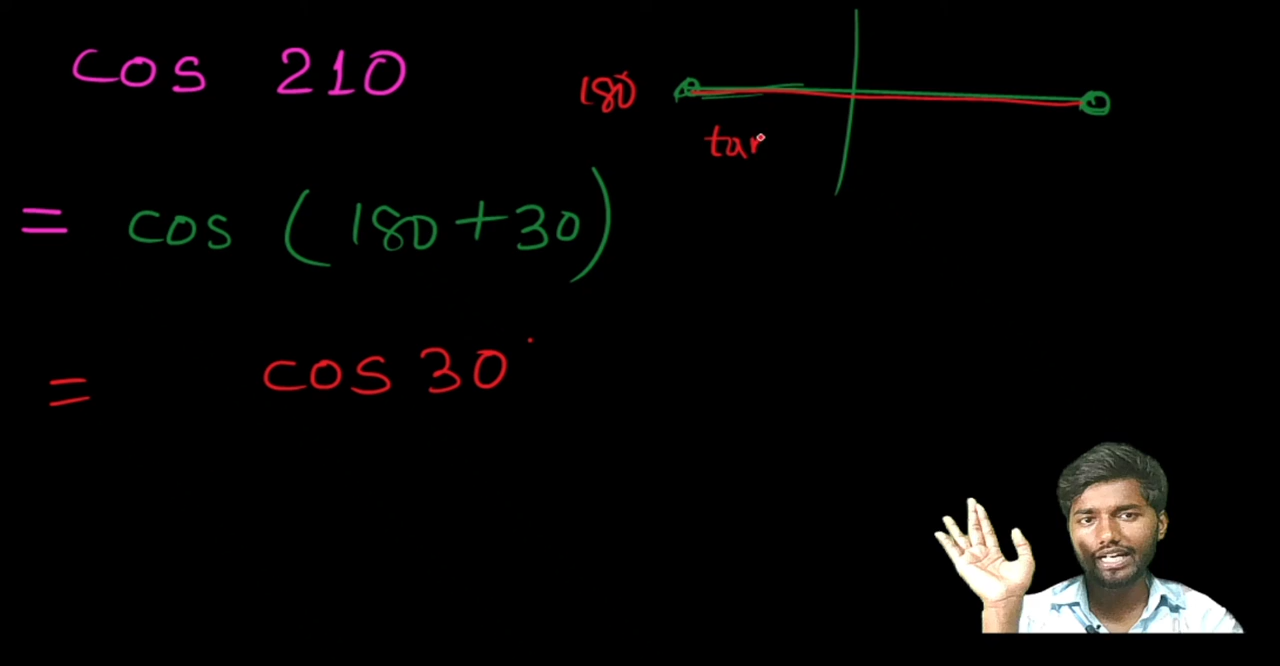 cos 210
180
tan
= cos (180 + 30)
= cos 30